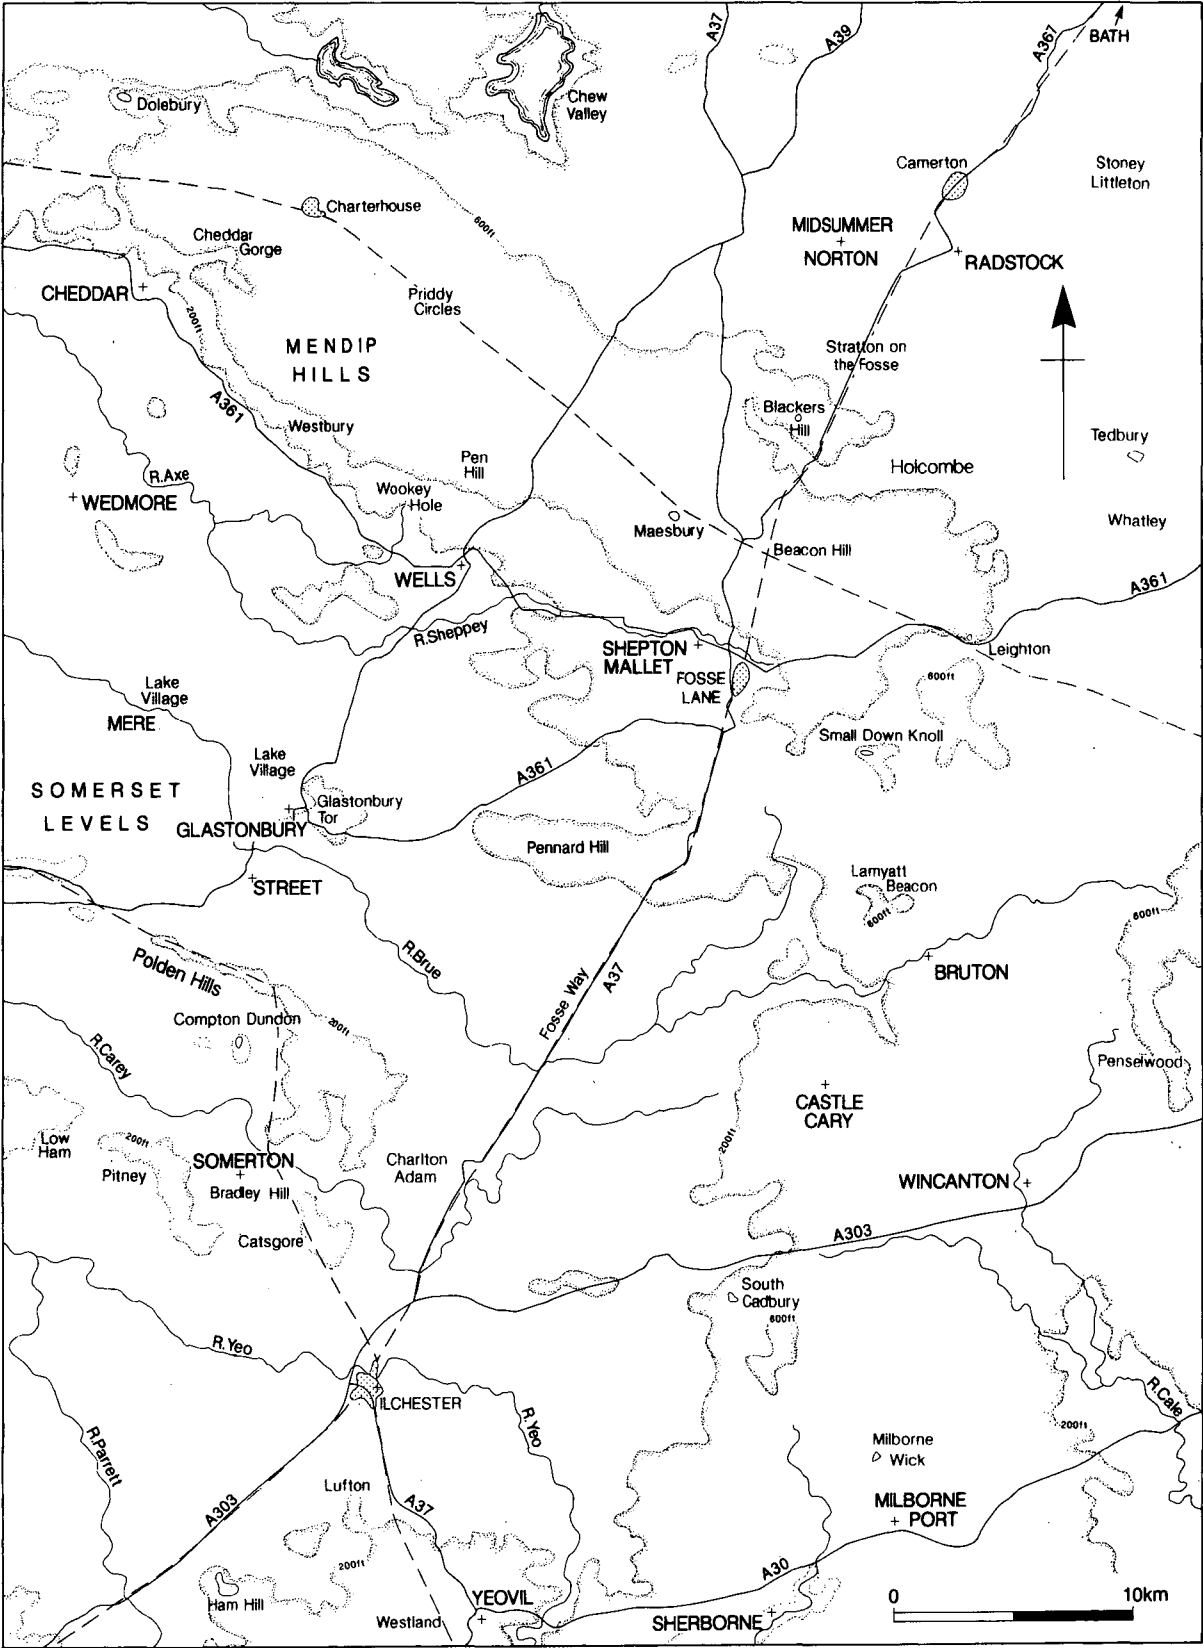 A37
A39
A367
BATH
Dolebury
Chew
Valley
Camerton
Stoney
Littleton
Charterhouse
600ft
MIDSUMMER
NORTON
RADSTOCK
Cheddar
Gorge
CHEDDAR
Priddy
Circles
200ft
MENDIP
HILLS
Stratton on
the Fosse
A361
Blackers
Hill
Westbury
Tedbury
Pen
Hill
Holcombe
R.Axe
WEDMORE
Wookey
Hole
Maesbury
Whatley
Beacon Hill
WELLS
A361
R.Sheppey
SHEPTON
MALLET
Leighton
FOSSE
LANE
600ft
Lake
Village
MERE
Small Down Knoll
Lake
Village
A361
SOMERSET
LEVELS
Glastonbury
Tor
GLASTONBURY
Pennard Hill
STREET
Lamyatt
Beacon
600ft
600ft
R.Brue
BRUTON
Polden Hills
Fosse Way
A37
Compton Dundon
200ft
R.Carey
Penselwood
CASTLE
CARY
Low
Ham
200ft
Pitney
SOMERTON
Bradley Hill
Charlton
Adam
200ft
WINCANTON
Catsgore
A303
South
Cadbury
600ft
R.Yeo
ILCHESTER
R.Yeo
R.Cale
200ft
R.Parrett
Milborne
Wick
Lufton
A303
A37
MILBORNE
PORT
200ft
A30
Ham Hill
YEOVIL
Westland
SHERBORNE
0
10km